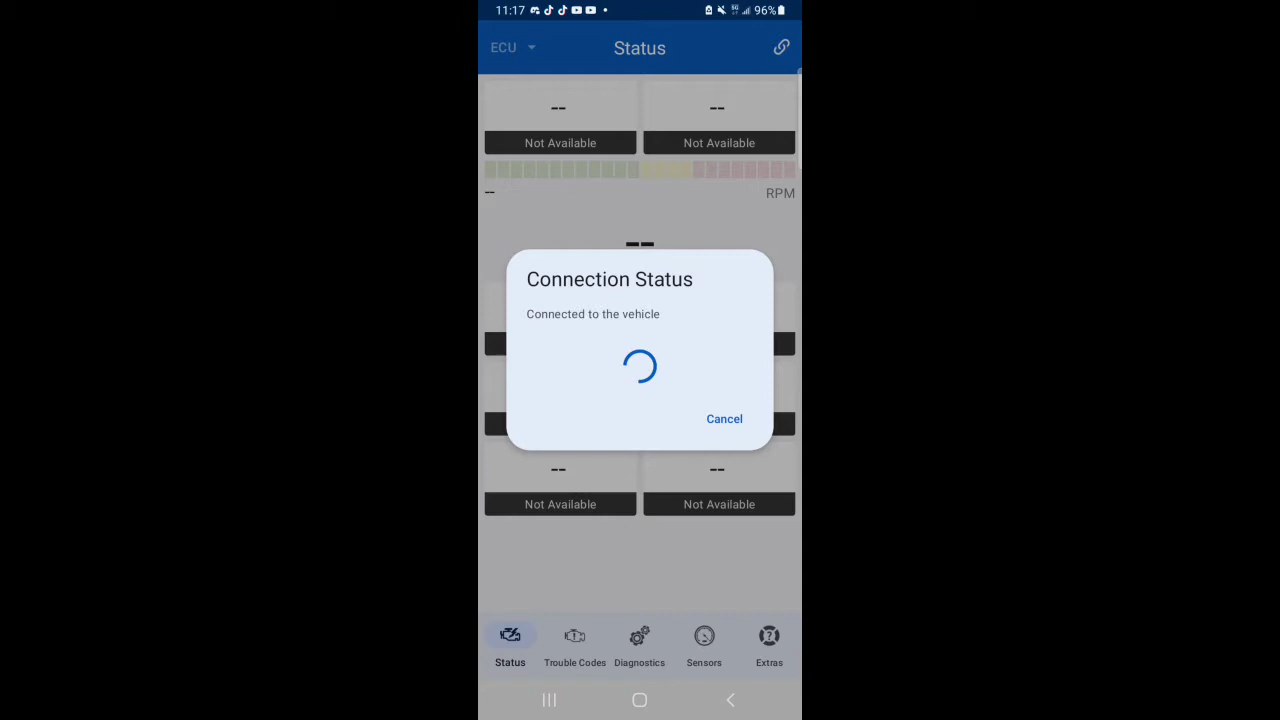 11:17 96%
ECU Status
-- --
Not Available Not Available
-- RPM
--
Connection Status
Connected to the vehicle
Cancel
-- --
Not Available Not Available
Status Trouble Codes Diagnostics Sensors Extras